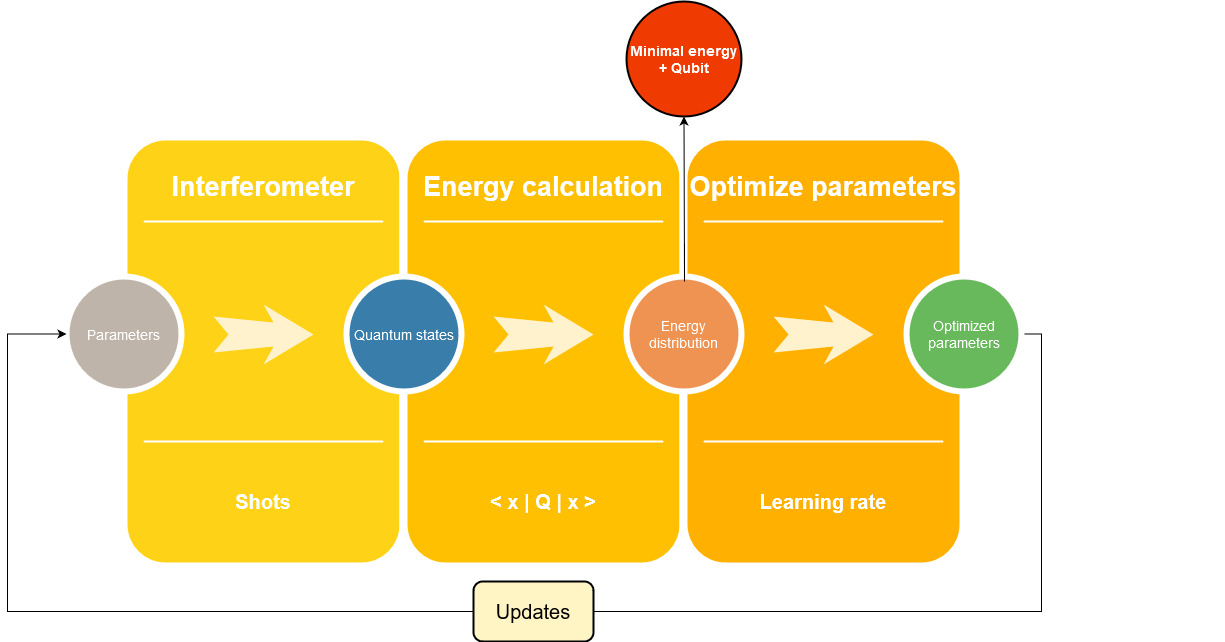 Minimal energy
+ Qubit
Interferometer
Energy calculation
Optimize parameters
Parameters
Quantum states
Energy
distribution
Optimized
parameters
Shots
< x | Q | x >
Learning rate
Updates